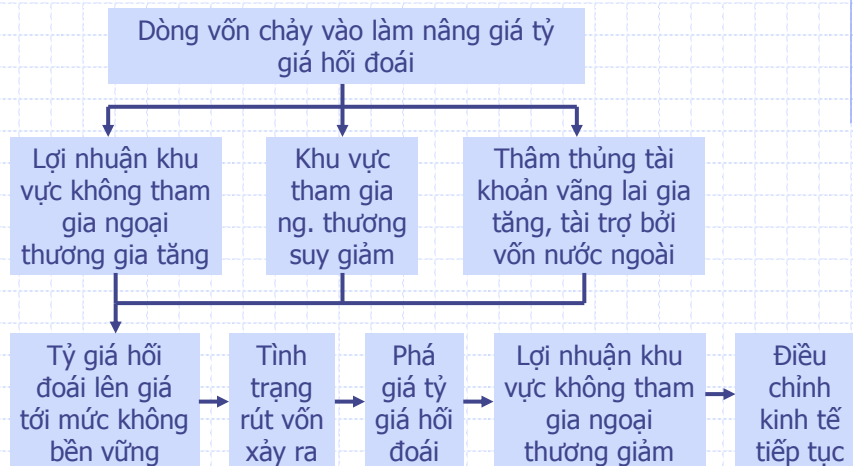 Dòng vốn chảy vào làm nâng giá tỷ
giá hối đoái
Lợi nhuận khu
vực không tham
gia ngoại
thương gia tăng
Khu vực
tham gia
ng. thương
suy giảm
Thâm thủng tài
khoản vãng lai gia
tăng, tài trợ bởi
vốn nước ngoài
Tỷ giá hối
đoái lên giá
tới mức không
bền vững
Tình
trạng
rút vốn
xảy ra
Phá
giá tỷ
giá hối
đoái
Lợi nhuận khu
vực không tham
gia ngoại
thương giảm
Điều
chỉnh
kinh tế
tiếp tục